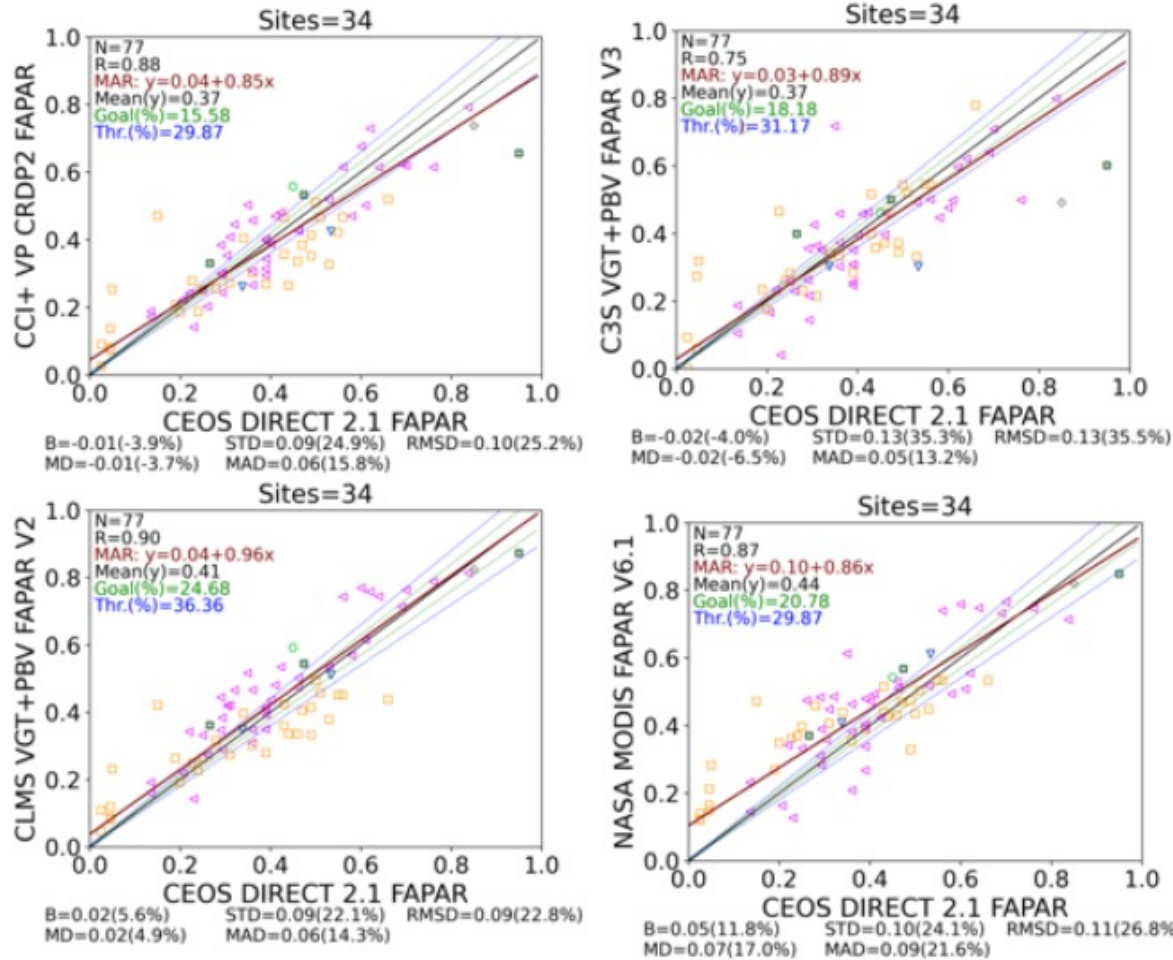 Sites=34
CCI+ VP CRDP2 FAPAR
1.0
0.8
0.6
0.4
0.2
0.0
N=77
R=0.88
MAR: y=0.04+0.85x
Mean(y)=0.37
Goal(%)=15.58
Thr.(%)=29.87
0.0 0.2 0.4 0.6 0.8 1.0
CEOS DIRECT 2.1 FAPAR
B=-0.01(-3.9%) STD=0.09(24.9%) RMSD=0.10(25.2%)
MD=-0.01(-3.7%) MAD=0.06(15.8%)
Sites=34
C3S VGT+PBV FAPAR V3
1.0
0.8
0.6
0.4
0.2
0.0
N=77
R=0.75
MAR: y=0.03+0.89x
Mean(y)=0.37
Goal(%)=18.18
Thr.(%)=31.17
0.0 0.2 0.4 0.6 0.8 1.0
CEOS DIRECT 2.1 FAPAR
B=-0.02(-4.0%) STD=0.13(35.3%) RMSD=0.13(35.5%)
MD=-0.02(-6.5%) MAD=0.05(13.2%)
Sites=34
CLMS VGT+PBV FAPAR V2
1.0
0.8
0.6
0.4
0.2
0.0
N=77
R=0.90
MAR: y=0.04+0.96x
Mean(y)=0.41
Goal(%)=24.68
Thr.(%)=36.36
0.0 0.2 0.4 0.6 0.8 1.0
CEOS DIRECT 2.1 FAPAR
B=0.02(5.6%) STD=0.09(22.1%) RMSD=0.09(22.8%)
MD=0.02(4.9%) MAD=0.06(14.3%)
Sites=34
NASA MODIS FAPAR V6.1
1.0
0.8
0.6
0.4
0.2
0.0
N=77
R=0.87
MAR: y=0.10+0.86x
Mean(y)=0.44
Goal(%)=20.78
Thr.(%)=29.87
0.0 0.2 0.4 0.6 0.8 1.0
CEOS DIRECT 2.1 FAPAR
B=0.05(11.8%) STD=0.10(24.1%) RMSD=0.11(26.8%
MD=0.07(17.0%) MAD=0.09(21.6%)